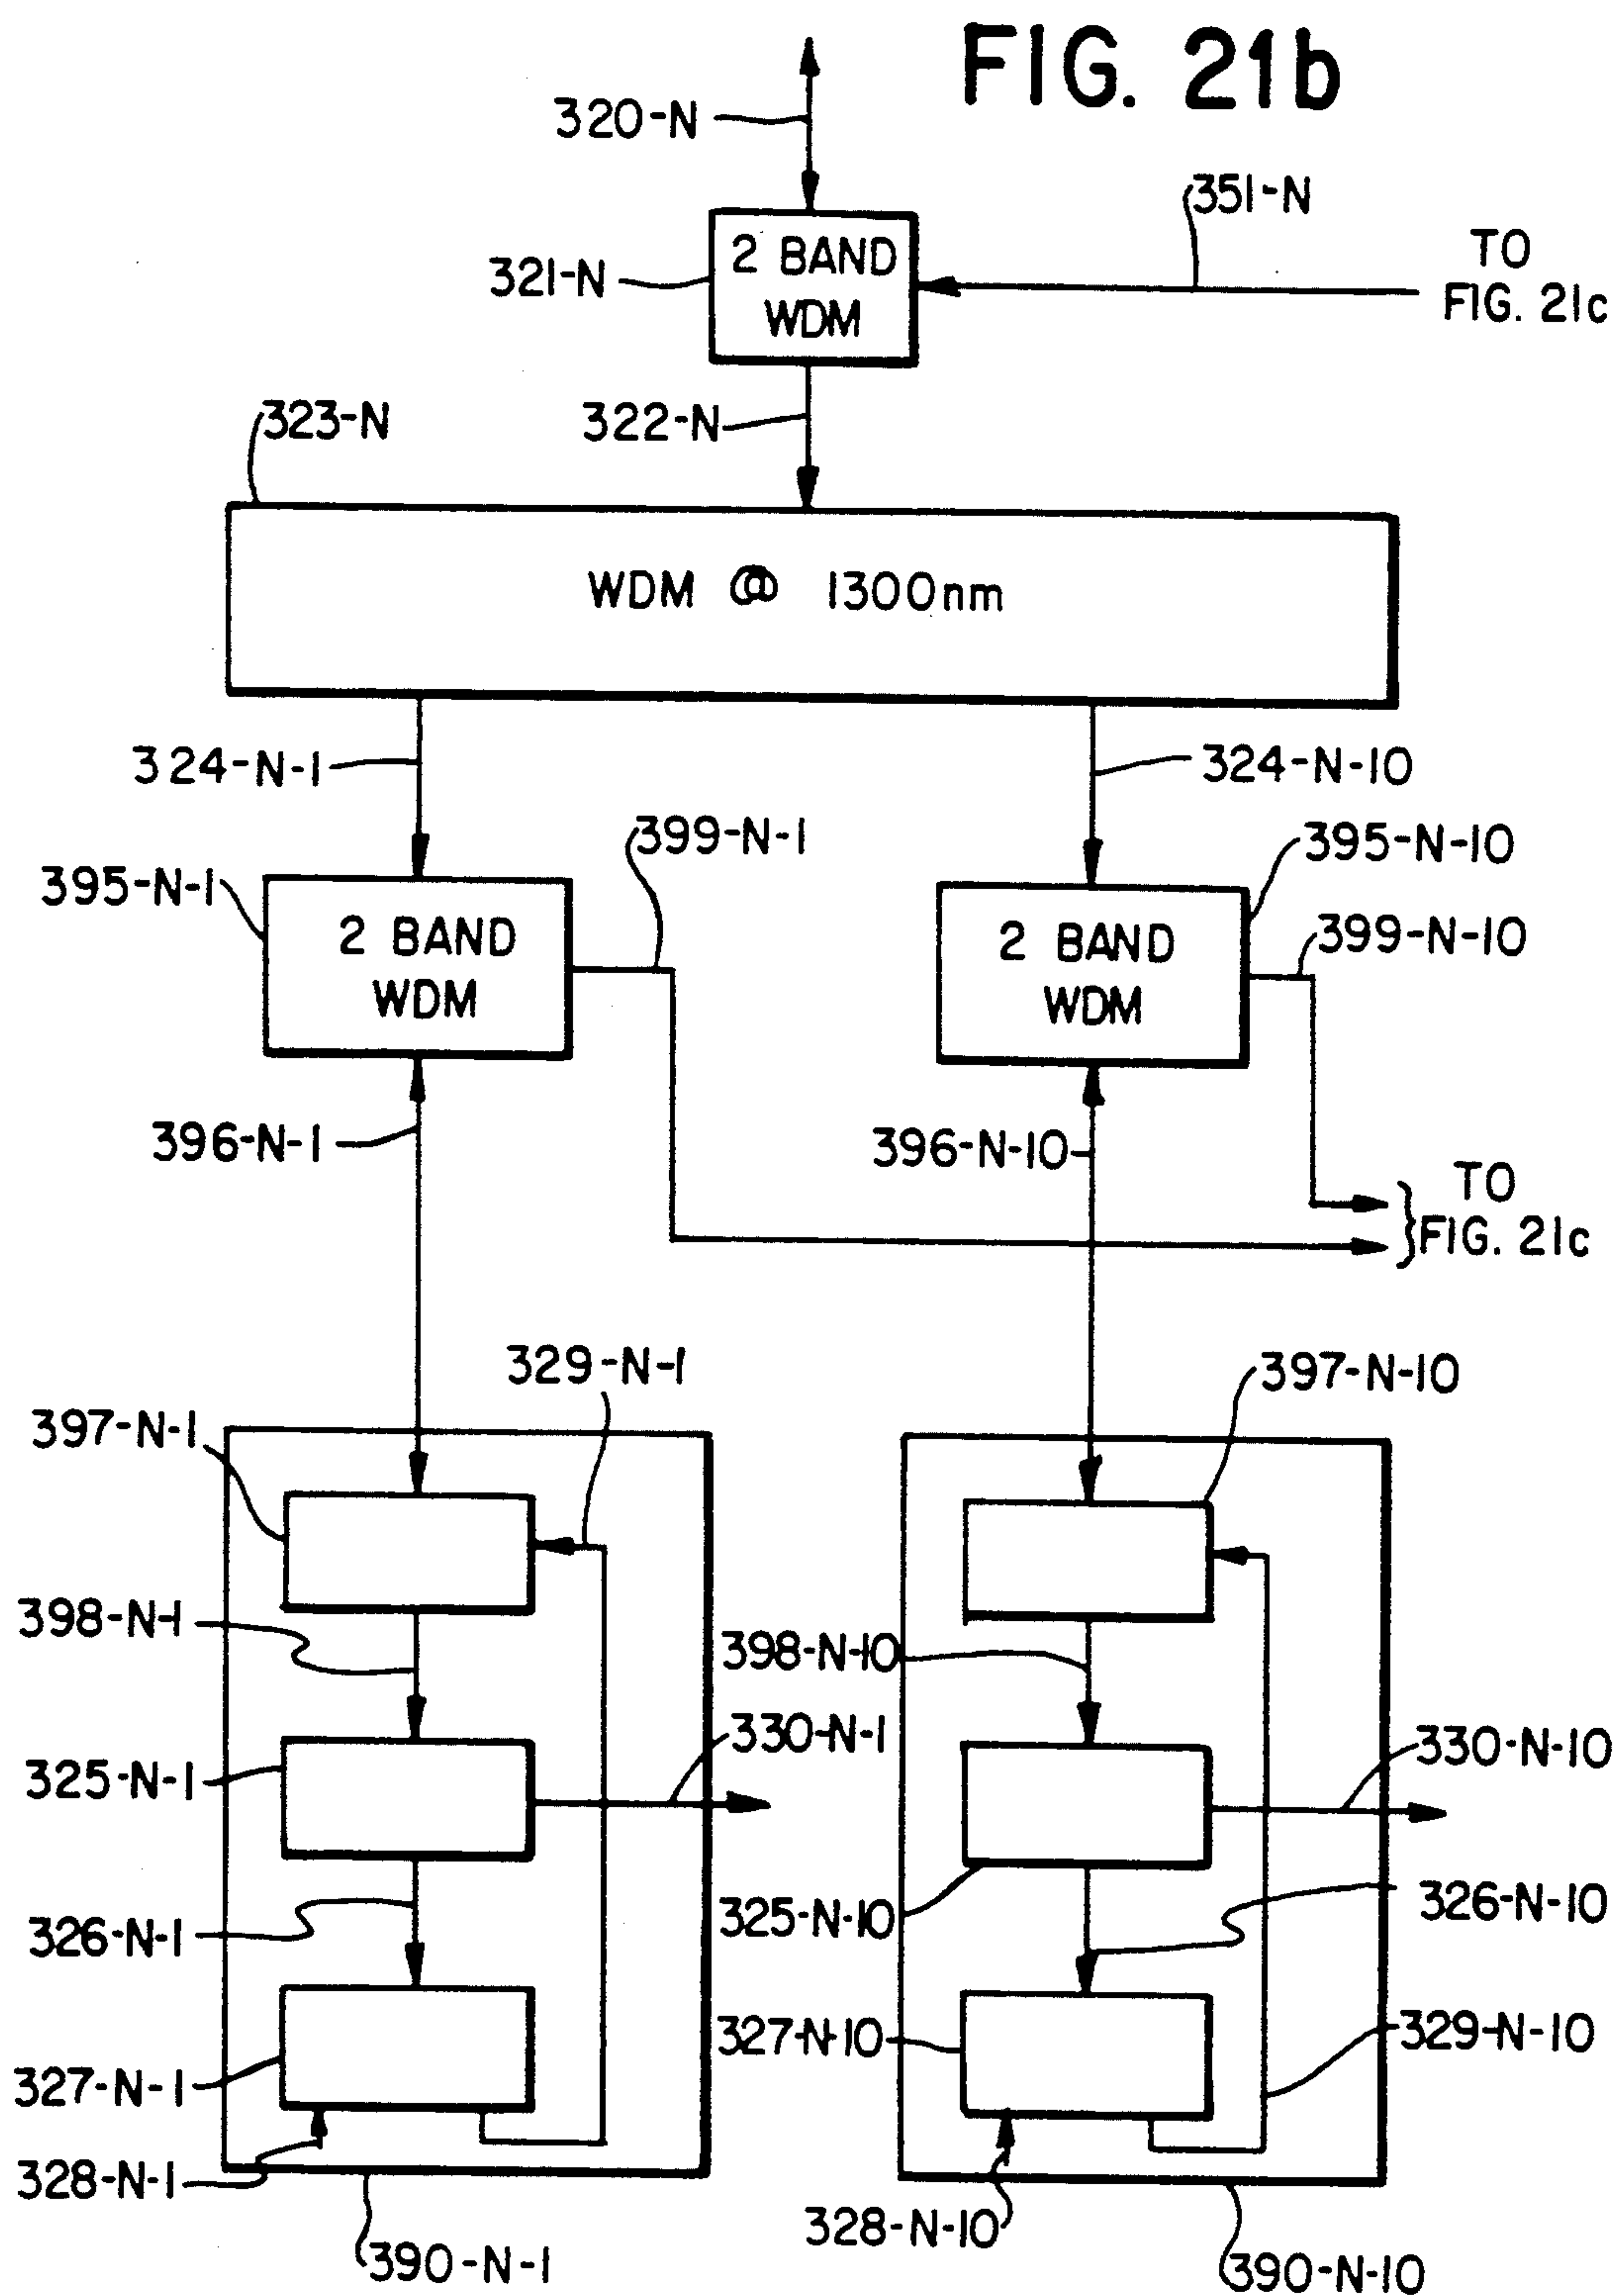 FIG. 21b
320-N
351-N
321-N
2 BAND
WDM
TO
FIG. 21c
323-N
322-N
WDM @ 1300nm
324-N-1
324-N-10
399-N-1
395-N-10
395-N-1
399-N-10
2 BAND
WDM
2 BAND
WDM
396-N-1
396-N-10
TO
FIG. 21c
329-N-1
397-N-10
397-N-1
398-N-1
398-N-10
330-N-1
330-N-10
325-N-1
325-N-10
326-N-10
326-N-1
327-N-10
329-N-10
327-N-1
328-N-1
328-N-10
390-N-1
390-N-10